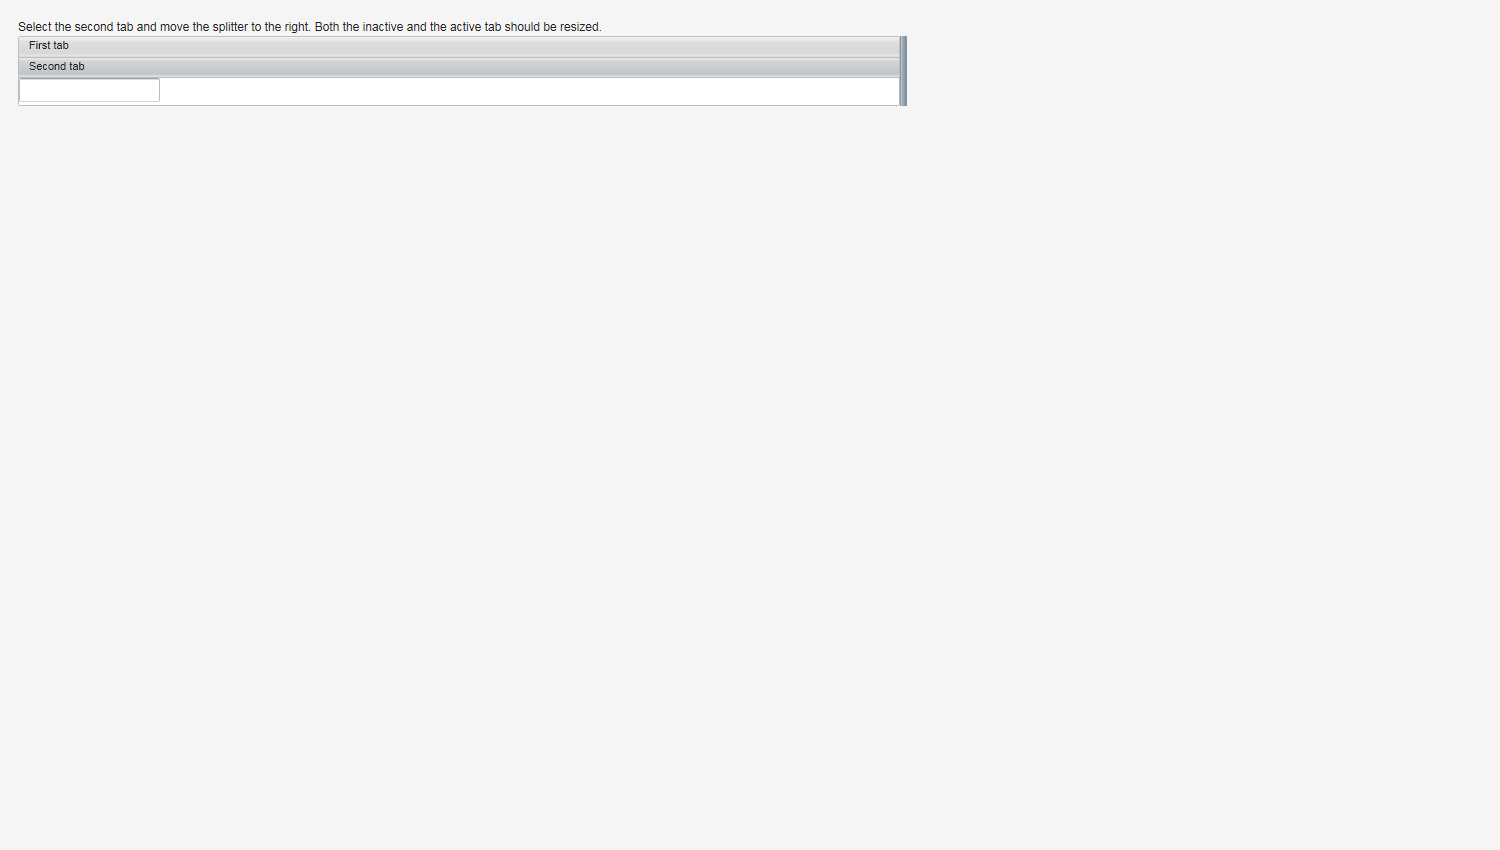 Select the second tab and move the splitter to the right. Both the inactive and the active tab should be resized.
First tab
Second tab